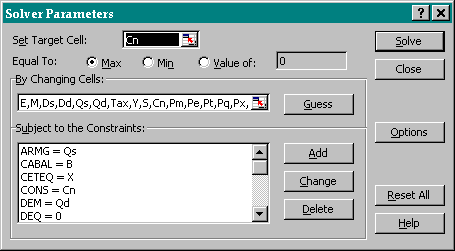 Solver Parameters
Set Target Cell: Cn
Solve
Equal To: Max Min Value of: 0
Close
By Changing Cells:
E,M,Ds,Dd,Qs,Qd,Tax,Y,S,Cn,Pm,Pe,Pt,Pq,Px,
Guess
Subject to the Constraints:
Options
ARMG = Qs
CABAL = B
CETEQ = X
CONS = Cn
DEM = Qd
DEQ = 0
Add
Change
Delete
Reset All
Help